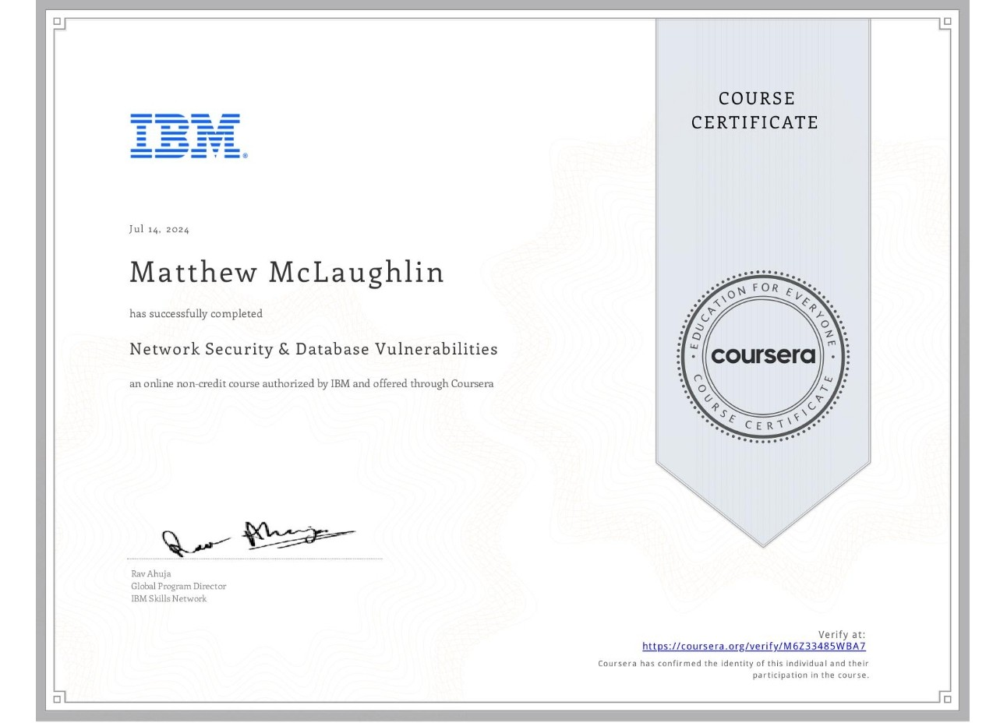 COURSE
CERTIFICATE
IBM®
Jul 14, 2024
Matthew McLaughlin
has successfully completed
Network Security & Database Vulnerabilities
an online non-credit course authorized by IBM and offered through Coursera
EDUCATION FOR EVERYONE
coursera
COURSE CERTIFICATE
Rav Ahuja
Rav Ahuja
Global Program Director
IBM Skills Network
Verify at:
https://coursera.org/verify/M6Z33485WBA7
Coursera has confirmed the identity of this individual and their
participation in the course.